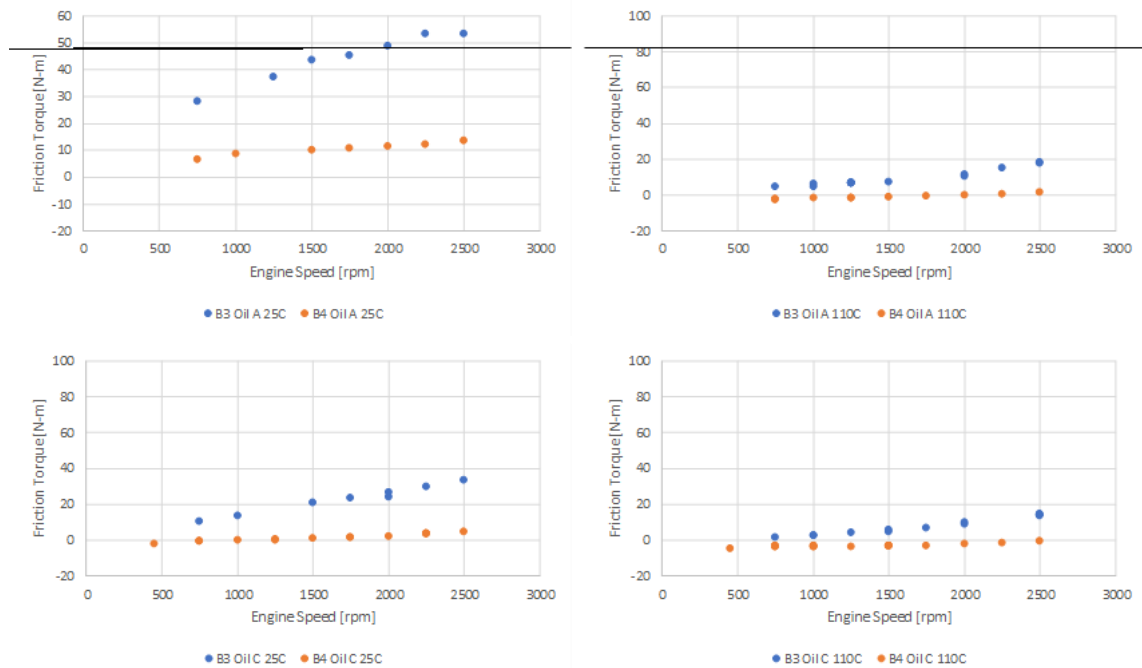 60
50
40
30
20
10
0
-10
-20
Friction Torque[N-m]
0 500 1000 1500 2000 2500 3000
Engine Speed [rpm]
B3 Oil A 25C B4 Oil A 25C
100
80
60
40
20
0
-20
Friction Torque[N-m]
0 500 1000 1500 2000 2500 3000
Engine Speed [rpm]
B3 Oil A 110C B4 Oil A 110C
100
80
60
40
20
0
-20
Friction Torque[N-m]
0 500 1000 1500 2000 2500 3000
Engine Speed [rpm]
B3 Oil C 25C B4 Oil C 25C
100
80
60
40
20
0
-20
Friction Torque[N-m]
0 500 1000 1500 2000 2500 3000
Engine Speed [rpm]
B3 Oil C 110C B4 Oil C 110C